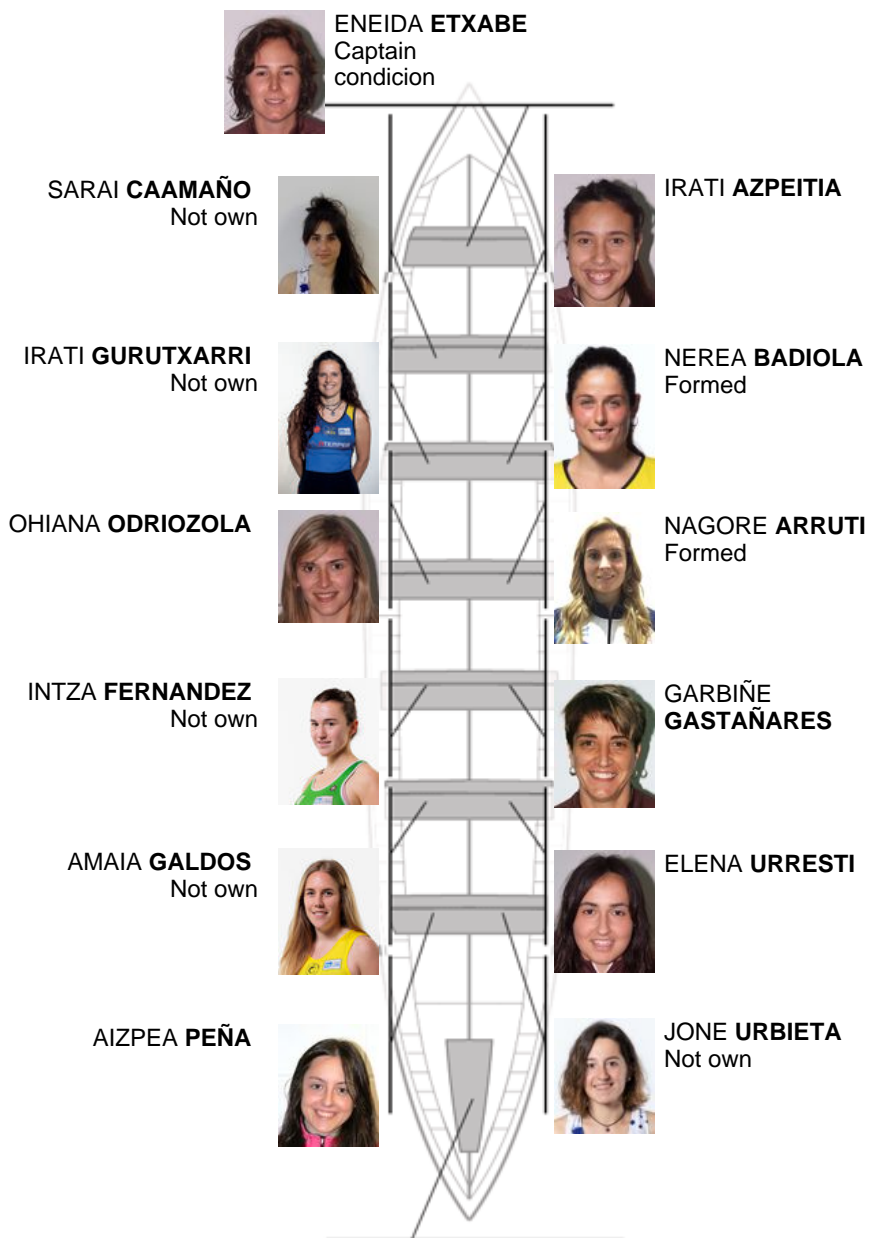 ENEIDA ETXABE
Captain
condicion
SARAI CAAMAÑO
Not own
IRATI AZPEITIA
IRATI GURUTXARRI
Not own
NEREA BADIOLA
Formed
OHIANA ODRIOZOLA
NAGORE ARRUTI
Formed
INTZA FERNANDEZ
Not own
GARBIÑE
GASTAÑARES
AMAIA GALDOS
Not own
ELENA URRESTI
AIZPEA PEÑA
JONE URBIETA
Not own